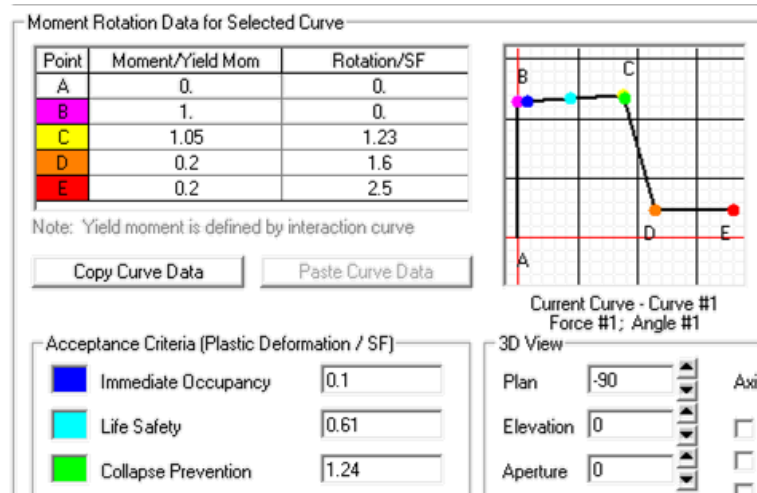 Moment Rotation Data for Selected Curve
Point Moment/Yield Mom Rotation/SF
A 0. 0.
B 1. 0.
C 1.05 1.23
D 0.2 1.6
E 0.2 2.5
Note: Yield moment is defined by interaction curve
Copy Curve Data Paste Curve Data
B C
D E
A
Current Curve - Curve #1
Force #1; Angle #1
Acceptance Criteria (Plastic Deformation / SF)
Immediate Occupancy 0.1
Life Safety 0.61
Collapse Prevention 1.24
3D View
Plan -90
Elevation 0
Aperture 0